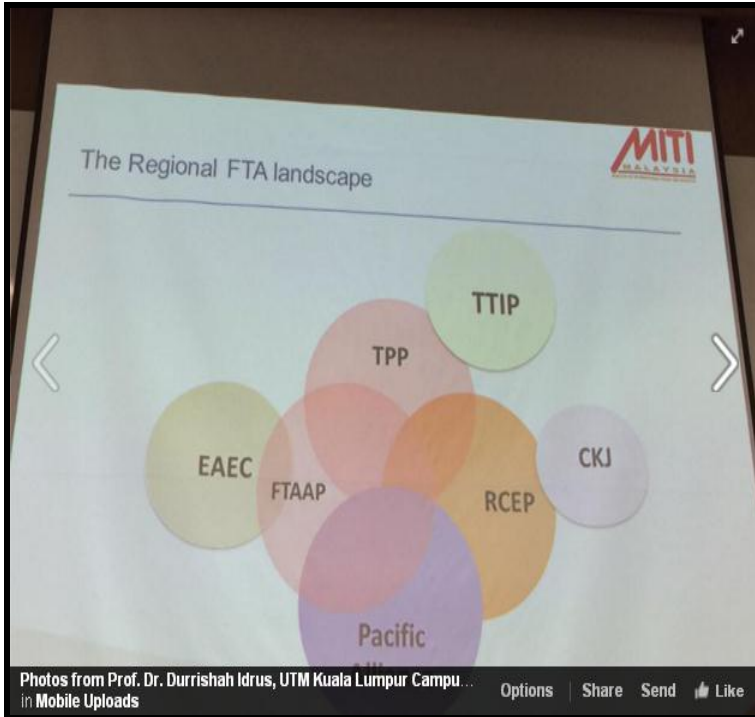 The Regional FTA landscape
MITI
MALAYSIA
TTIP
TPP
EAEC
FTAAP
CKJ
RCEP
Pacific
Photos from Prof. Dr. Durrishah Idrus, UTM Kuala Lumpur Campu...
in Mobile Uploads
Options
Share
Send
Like